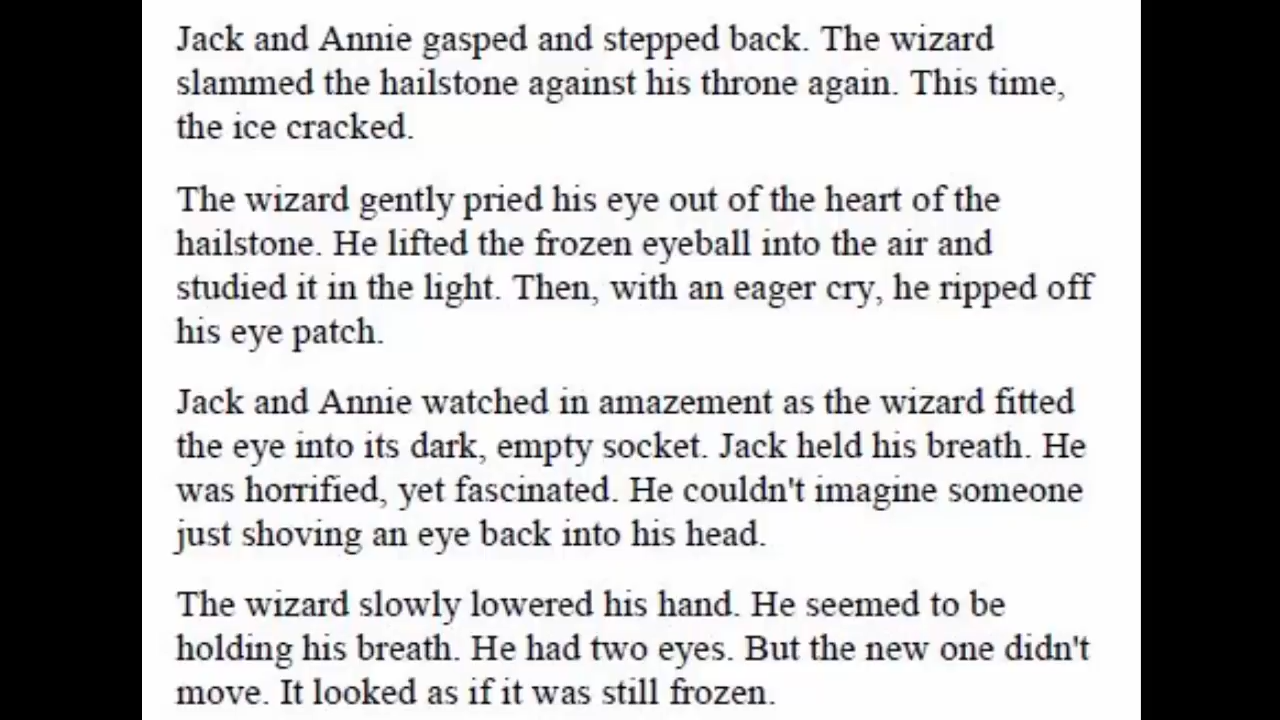 Jack and Annie gasped and stepped back. The wizard
slammed the hailstone against his throne again. This time,
the ice cracked.
The wizard gently pried his eye out of the heart of the
hailstone. He lifted the frozen eyeball into the air and
studied it in the light. Then, with an eager cry, he ripped off
his eye patch.
Jack and Annie watched in amazement as the wizard fitted
the eye into its dark, empty socket. Jack held his breath. He
was horrified, yet fascinated. He couldn't imagine someone
just shoving an eye back into his head.
The wizard slowly lowered his hand. He seemed to be
holding his breath. He had two eyes. But the new one didn't
move. It looked as if it was still frozen.